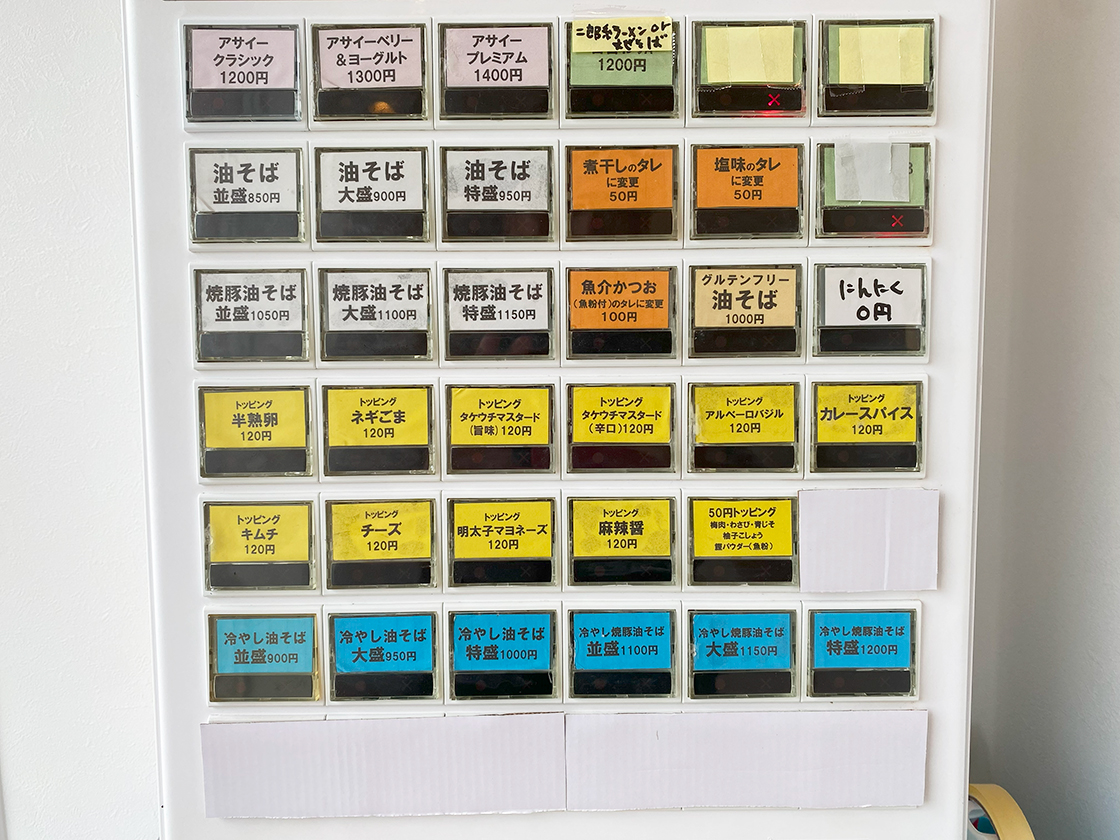 アサイー
クラシック
1200円
アサイーベリー
&ヨーグルト
1300円
アサイー
プレミアム
1400円
二郎系ラーメンor
まぜそば
1200円
油そば
並盛850円
油そば
大盛900円
油そば
特盛950円
煮干しのタレ
に変更
50円
塩味のタレ
に変更
50円
焼豚油そば
並盛1050円
焼豚油そば
大盛1100円
焼豚油そば
特盛1150円
魚介かつお
(魚粉付)のタレに変更
100円
グルテンフリー
油そば
1000円
にんにく
0円
トッピング
半熟卵
120円
トッピング
ネギごま
120円
トッピング
タケウチマスタード
(旨味)120円
トッピング
タケウチマスタード
(辛口)120円
トッピング
アルベーロバジル
120円
トッピング
カレースパイス
120円
トッピング
キムチ
120円
トッピング
チーズ
120円
トッピング
明太子マヨネーズ
120円
トッピング
麻辣醤
120円
50円トッピング
梅肉・わさび・青じそ
柚子こしょう
鰹パウダー(魚粉)
冷やし油そば
並盛900円
冷やし油そば
大盛950円
冷やし油そば
特盛1000円
冷やし焼豚油そば
並盛1100円
冷やし焼豚油そば
大盛1150円
冷やし焼豚油そば
特盛1200円